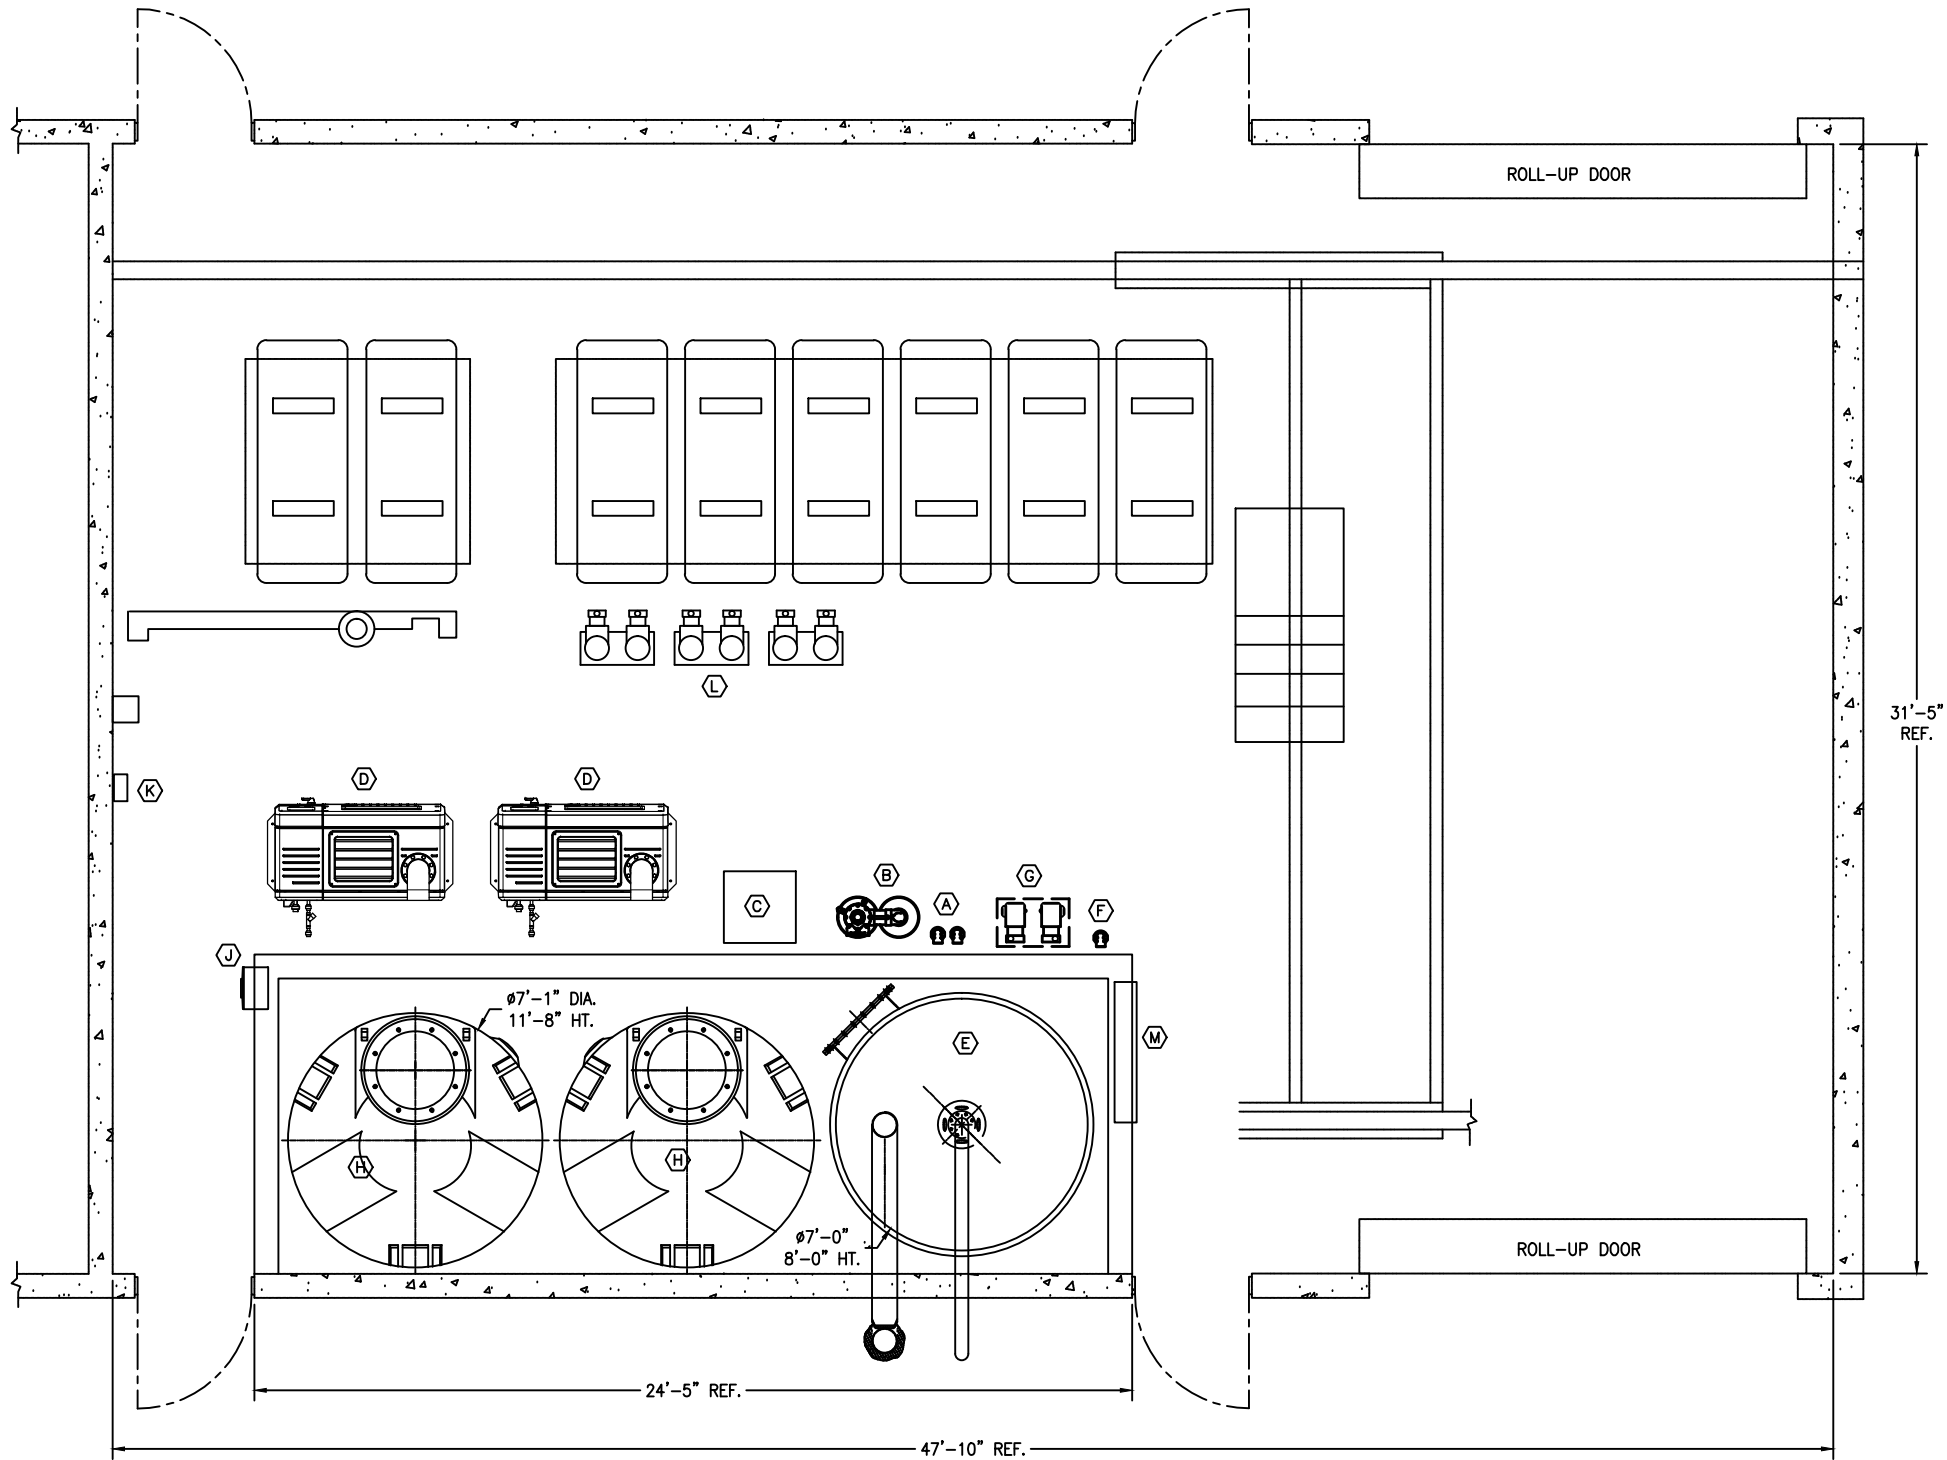 ROLL-UP DOOR
L
31'-5"
REF.
D
D
K
B
G
C
A
F
J
ø7'-1" DIA.
11'-8" HT.
E
M
H
H
ø7'-0"
8'-0" HT.
ROLL-UP DOOR
24'-5" REF.
47'-10" REF.